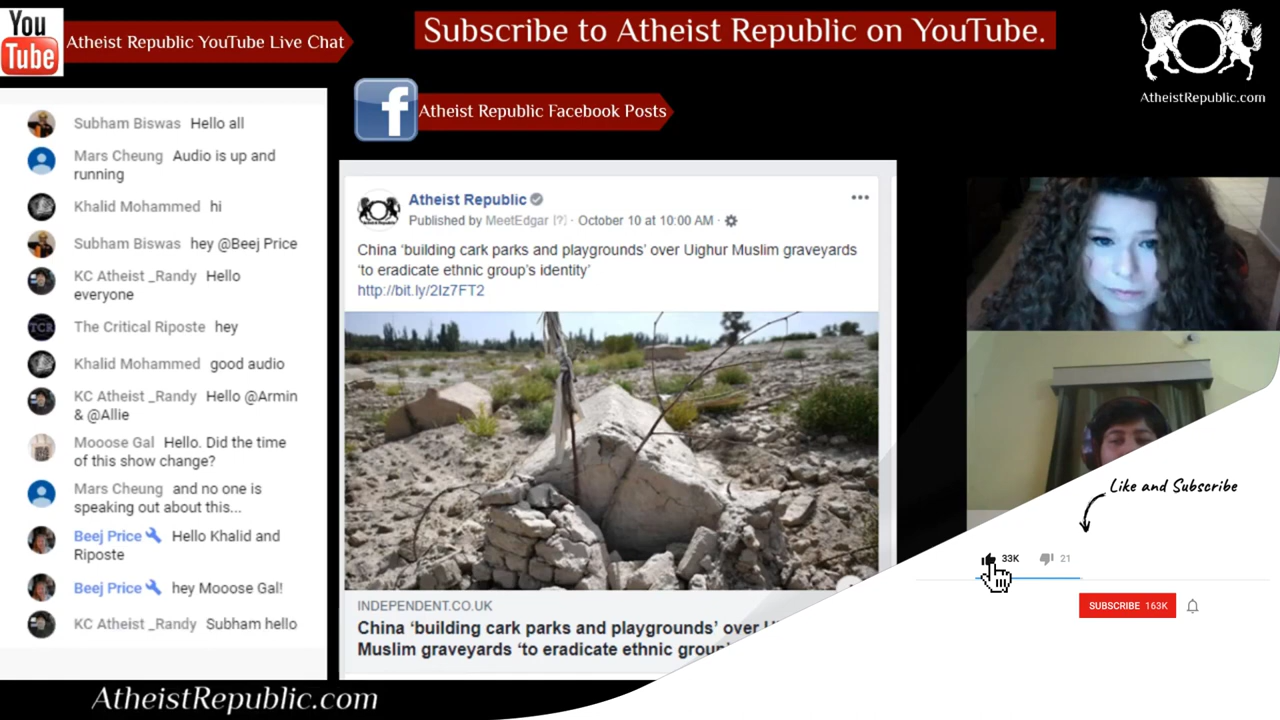 You
Tube
Atheist Republic YouTube Live Chat
Subscribe to Atheist Republic on YouTube.
AtheistRepublic.com
f
Atheist Republic Facebook Posts
Subham Biswas Hello all
Mars Cheung Audio is up and
running
Khalid Mohammed hi
Subham Biswas hey @Beej Price
KC Atheist _Randy Hello
everyone
TCR
The Critical Riposte hey
Khalid Mohammed good audio
KC Atheist _Randy Hello @Armin
& @Allie
Mooose Gal Hello. Did the time
of this show change?
Mars Cheung and no one is
speaking out about this...
Beej Price Hello Khalid and
Riposte
Beej Price hey Mooose Gal!
KC Atheist _Randy Subham hello
Atheist Republic
Published by MeetEdgar [?] · October 10 at 10:00 AM ·
China ‘building cark parks and playgrounds’ over Uighur Muslim graveyards
‘to eradicate ethnic group’s identity’
http://bit.ly/2Iz7FT2
INDEPENDENT.CO.UK
China ‘building cark parks and playgrounds’ over
Muslim graveyards ‘to eradicate ethnic group'
Like and Subscribe
33K 21
SUBSCRIBE 163K
AtheistRepublic.com